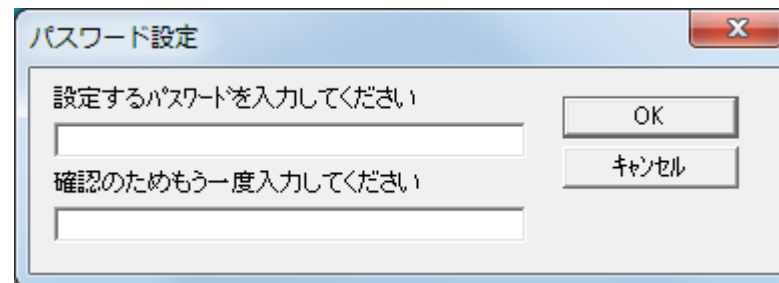 パスワード設定
設定するﾊﾟｽﾜｰﾄﾞを入力してください
OK
ｷｬﾝｾﾙ
確認のためもう一度入力してください